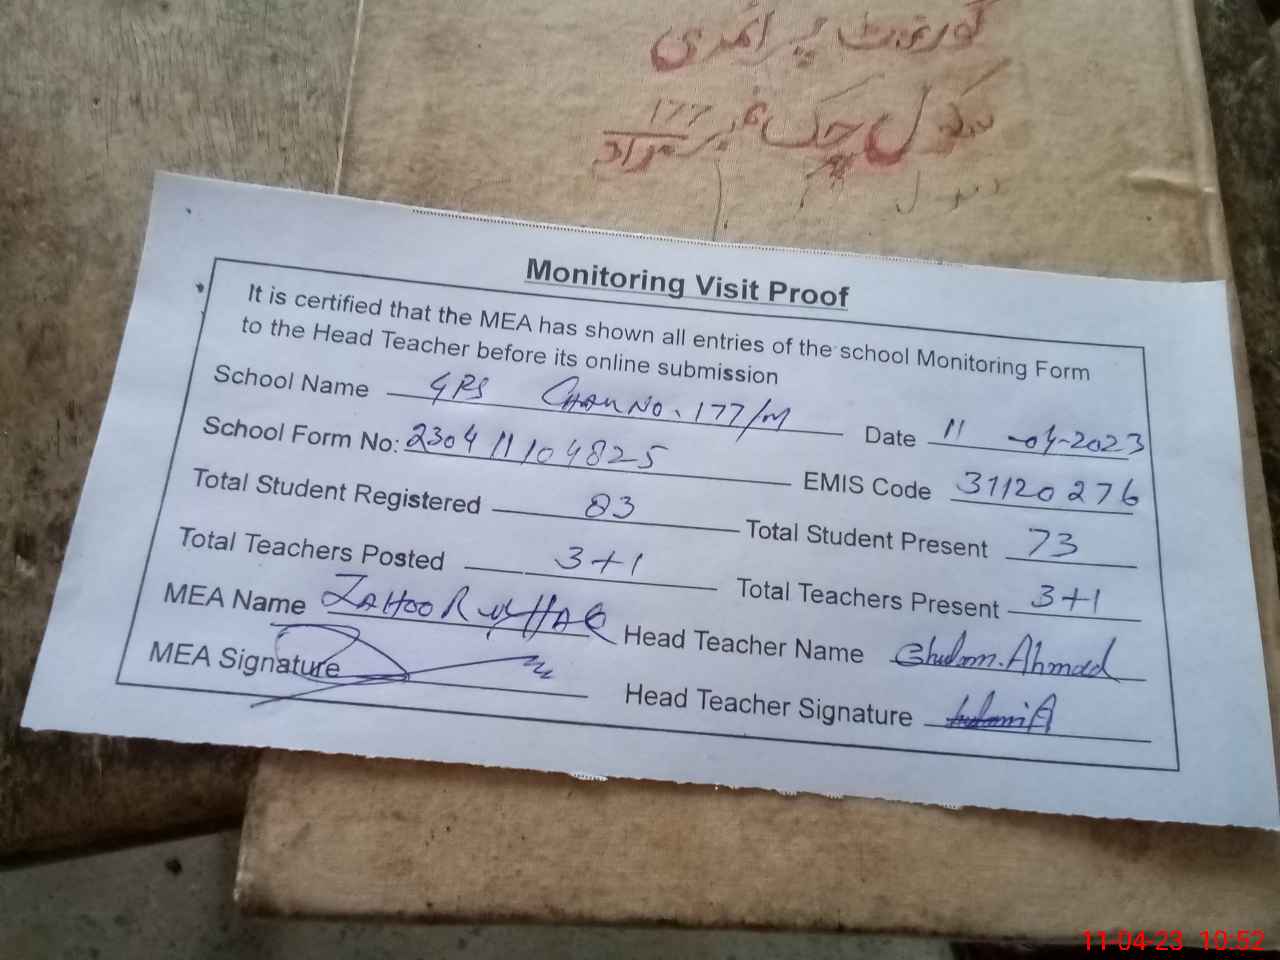 گورنمنٹ پرائمری
سکول چک نمبر 177
مراد
Monitoring Visit Proof
It is certified that the MEA has shown all entries of the school Monitoring Form
to the Head Teacher before its online submission
School Name GPS Chak No. 177/M Date 11-04-2023
School Form No: 23041104825 EMIS Code 31120276
Total Student Registered 83 Total Student Present 73
Total Teachers Posted 3+1 Total Teachers Present 3+1
MEA Name Zahoor ul Haq Head Teacher Name Ghulam Ahmad
MEA Signature Head Teacher Signature
11-04-23 10:52